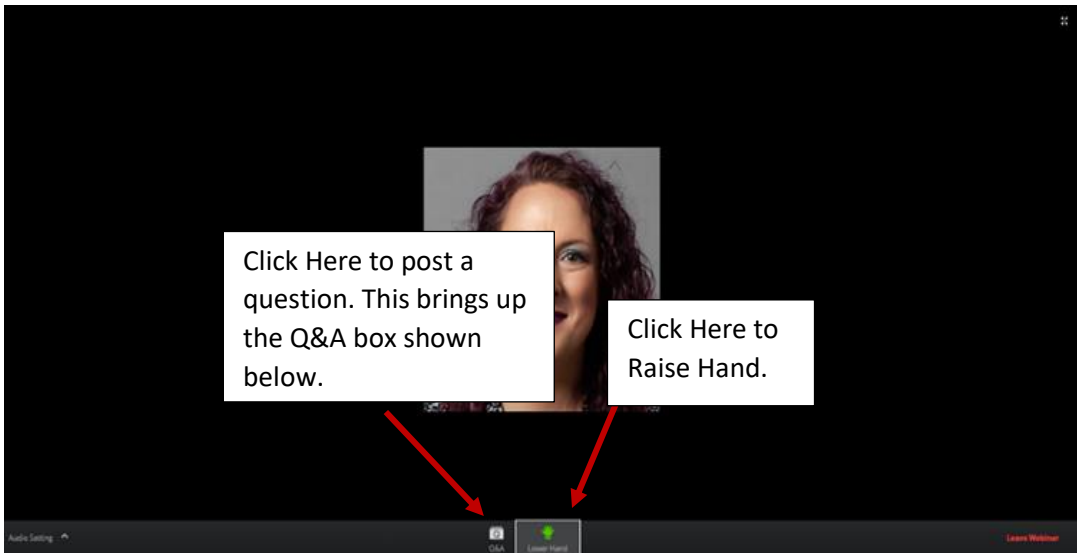 Click Here to post a
question. This brings up
the Q&A box shown
below.
Click Here to
Raise Hand.
Audio Setting
Q&A
Lower Hand
Leave Webinar